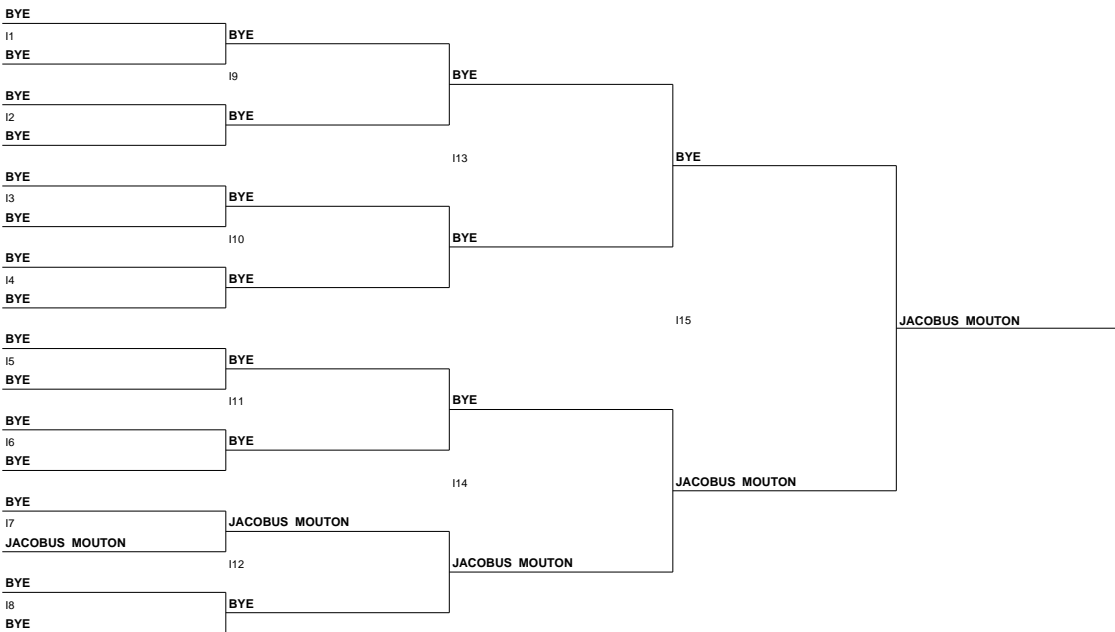 BYE
I1
BYE
BYE
I9
BYE
I2
BYE
BYE
BYE
I13
BYE
I3
BYE
BYE
I10
BYE
I4
BYE
BYE
BYE
BYE
I15
JACOBUS MOUTON
BYE
I5
BYE
BYE
I11
BYE
I6
BYE
BYE
BYE
I14
JACOBUS MOUTON
BYE
I7
JACOBUS MOUTON
JACOBUS MOUTON
I12
JACOBUS MOUTON
BYE
I8
BYE
BYE